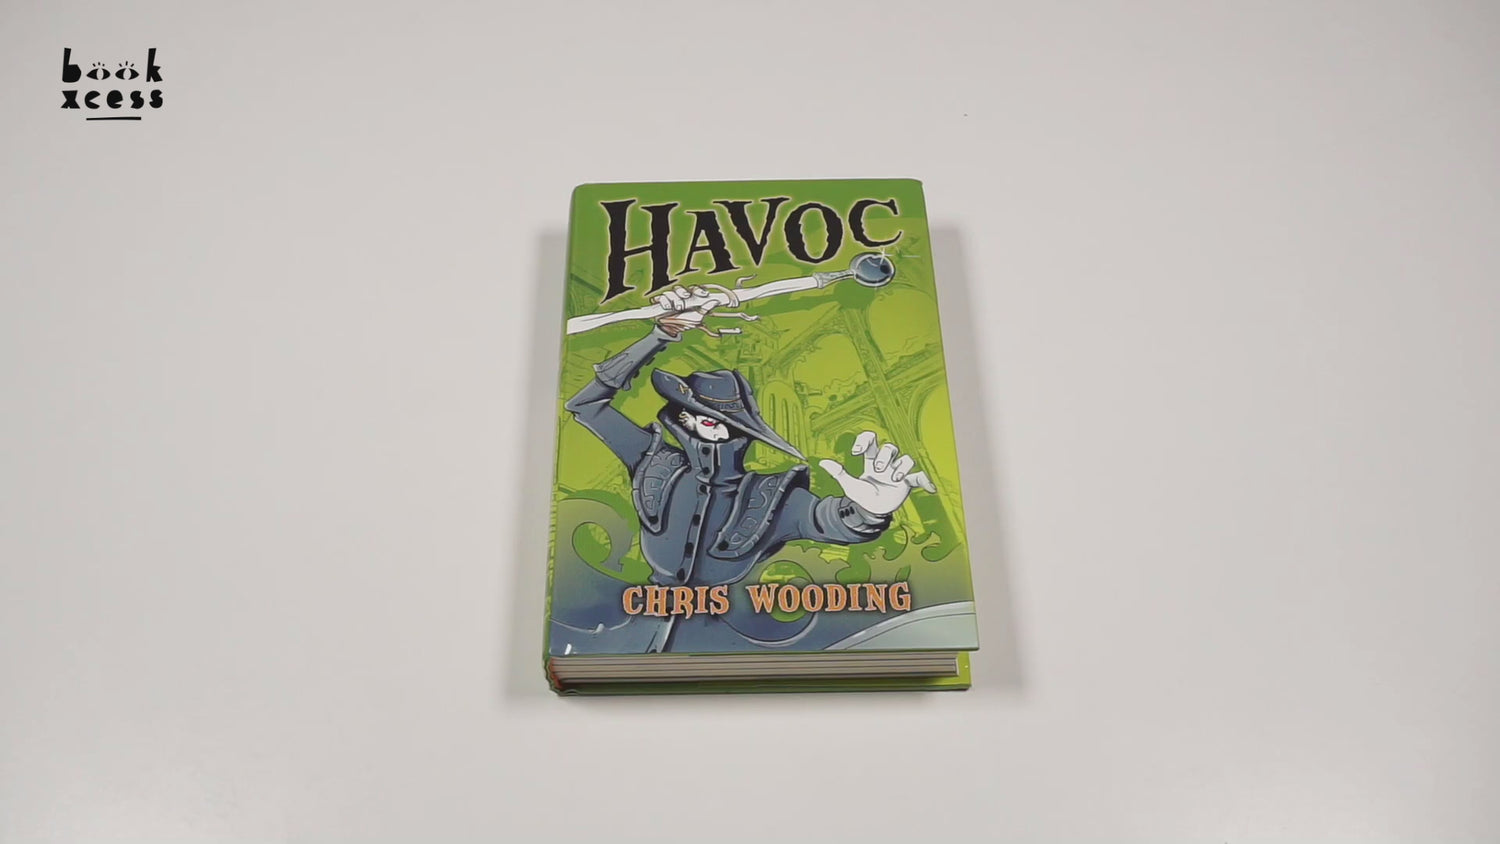 book
xcess
HAVOC
CHRIS WOODING